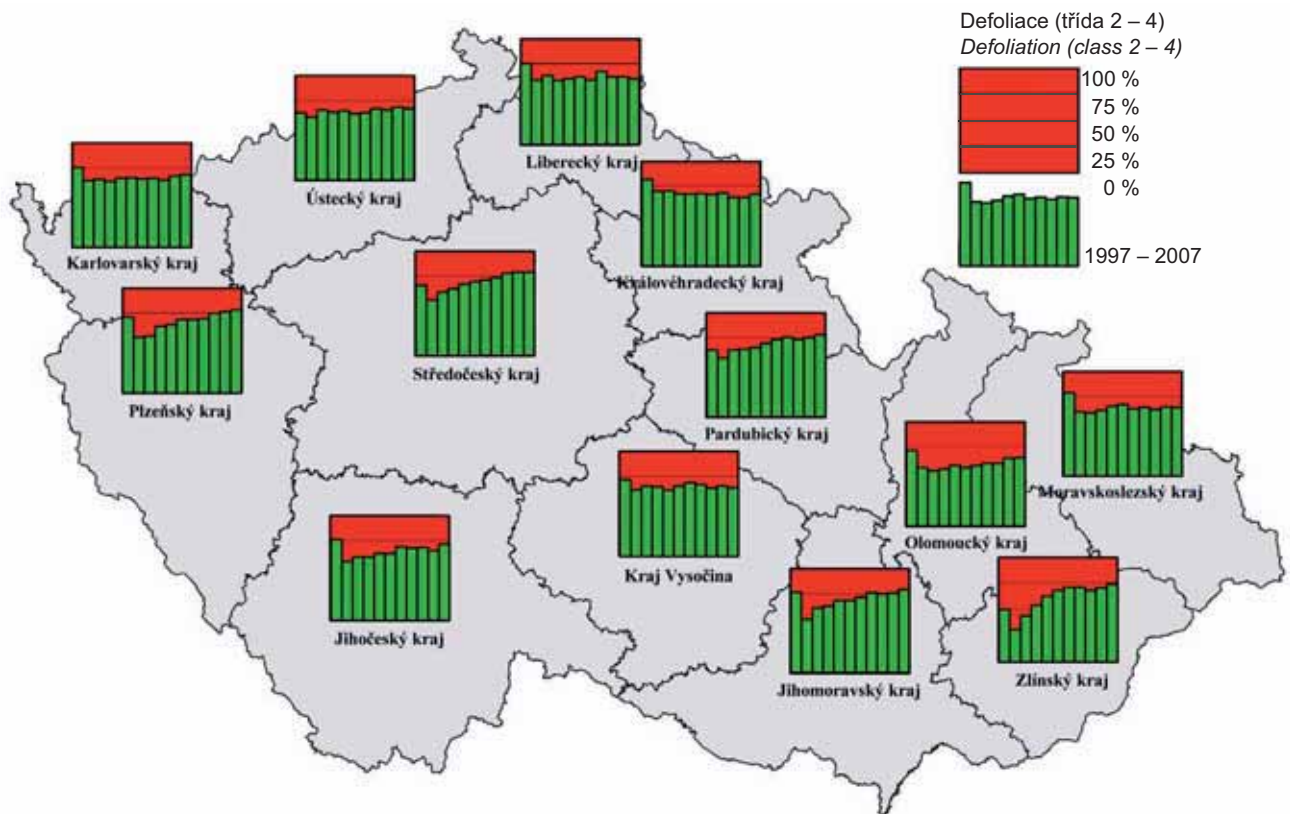 Defoliace (třída 2 – 4)
Defoliation (class 2 – 4)
100 %
75 %
50 %
25 %
0 %
1997 – 2007
Liberecký kraj
Ústecký kraj
Karlovarský kraj
Královéhradecký kraj
Středočeský kraj
Plzeňský kraj
Pardubický kraj
Moravskoslezský kraj
Olomoucký kraj
Kraj Vysočina
Jihočeský kraj
Zlínský kraj
Jihomoravský kraj